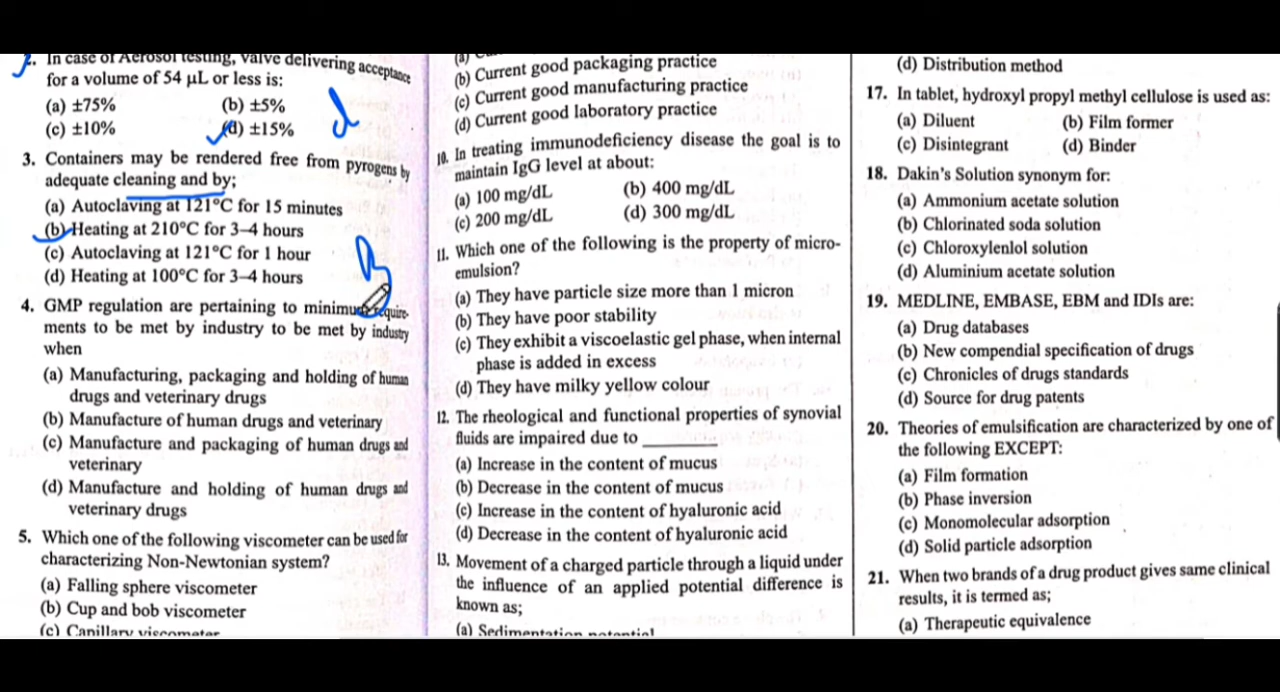 2. In case of Aerosol testing, valve delivering acceptance
for a volume of 54 μL or less is:
(a) ±75% (b) ±5%
(c) ±10% (d) ±15%
d
3. Containers may be rendered free from pyrogens by
adequate cleaning and by;
(a) Autoclaving at 121°C for 15 minutes
(b) Heating at 210°C for 3–4 hours
(c) Autoclaving at 121°C for 1 hour
(d) Heating at 100°C for 3–4 hours
B
4. GMP regulation are pertaining to minimum require-
ments to be met by industry to be met by industry
when
(a) Manufacturing, packaging and holding of human
drugs and veterinary drugs
(b) Manufacture of human drugs and veterinary
(c) Manufacture and packaging of human drugs and
veterinary
(d) Manufacture and holding of human drugs and
veterinary drugs
5. Which one of the following viscometer can be used for
characterizing Non-Newtonian system?
(a) Falling sphere viscometer
(b) Cup and bob viscometer
(c) Capillary viscometer
(b) Current good packaging practice
(c) Current good manufacturing practice
(d) Current good laboratory practice
10. In treating immunodeficiency disease the goal is to
maintain IgG level at about:
(a) 100 mg/dL (b) 400 mg/dL
(c) 200 mg/dL (d) 300 mg/dL
11. Which one of the following is the property of micro-
emulsion?
(a) They have particle size more than 1 micron
(b) They have poor stability
(c) They exhibit a viscoelastic gel phase, when internal
phase is added in excess
(d) They have milky yellow colour
12. The rheological and functional properties of synovial
fluids are impaired due to ________
(a) Increase in the content of mucus
(b) Decrease in the content of mucus
(c) Increase in the content of hyaluronic acid
(d) Decrease in the content of hyaluronic acid
13. Movement of a charged particle through a liquid under
the influence of an applied potential difference is
known as;
(a) Sedimentation potential
(d) Distribution method
17. In tablet, hydroxyl propyl methyl cellulose is used as:
(a) Diluent (b) Film former
(c) Disintegrant (d) Binder
18. Dakin's Solution synonym for:
(a) Ammonium acetate solution
(b) Chlorinated soda solution
(c) Chloroxylenlol solution
(d) Aluminium acetate solution
19. MEDLINE, EMBASE, EBM and IDIs are:
(a) Drug databases
(b) New compendial specification of drugs
(c) Chronicles of drugs standards
(d) Source for drug patents
20. Theories of emulsification are characterized by one of
the following EXCEPT:
(a) Film formation
(b) Phase inversion
(c) Monomolecular adsorption
(d) Solid particle adsorption
21. When two brands of a drug product gives same clinical
results, it is termed as;
(a) Therapeutic equivalence